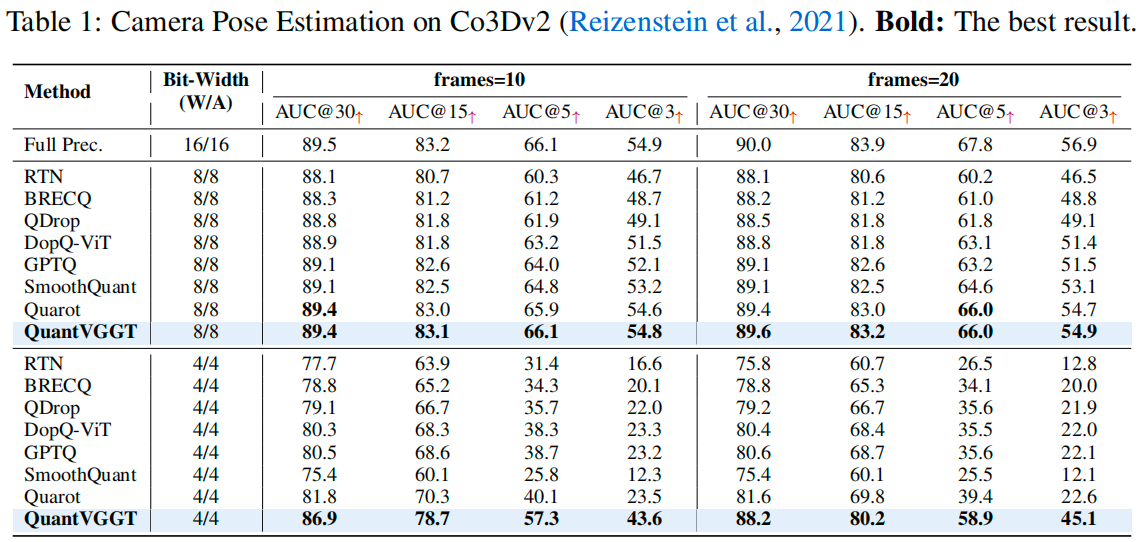 Table 1: Camera Pose Estimation on Co3Dv2 (Reizenstein et al., 2021). Bold: The best result.
Method Bit-Width (W/A) frames=10 frames=20
AUC@30↑ AUC@15↑ AUC@5↑ AUC@3↑ AUC@30↑ AUC@15↑ AUC@5↑ AUC@3↑
Full Prec. 16/16 89.5 83.2 66.1 54.9 90.0 83.9 67.8 56.9
RTN 8/8 88.1 80.7 60.3 46.7 88.1 80.6 60.2 46.5
BRECQ 8/8 88.3 81.2 61.2 48.7 88.2 81.2 61.0 48.8
QDrop 8/8 88.8 81.8 61.9 49.1 88.5 81.8 61.8 49.1
DopQ-ViT 8/8 88.9 81.8 63.2 51.5 88.8 81.8 63.1 51.4
GPTQ 8/8 89.1 82.6 64.0 52.1 89.1 82.6 63.2 51.5
SmoothQuant 8/8 89.1 82.5 64.8 53.2 89.1 82.5 64.6 53.1
Quarot 8/8 89.4 83.0 65.9 54.6 89.4 83.0 66.0 54.7
QuantVGGT 8/8 89.4 83.1 66.1 54.8 89.6 83.2 66.0 54.9
RTN 4/4 77.7 63.9 31.4 16.6 75.8 60.7 26.5 12.8
BRECQ 4/4 78.8 65.2 34.3 20.1 78.8 65.3 34.1 20.0
QDrop 4/4 79.1 66.7 35.7 22.0 79.2 66.7 35.6 21.9
DopQ-ViT 4/4 80.3 68.3 38.3 23.3 80.4 68.4 35.5 22.0
GPTQ 4/4 80.5 68.6 38.7 23.2 80.6 68.7 35.6 22.1
SmoothQuant 4/4 75.4 60.1 25.8 12.3 75.4 60.1 25.5 12.1
Quarot 4/4 81.8 70.3 40.1 23.5 81.6 69.8 39.4 22.6
QuantVGGT 4/4 86.9 78.7 57.3 43.6 88.2 80.2 58.9 45.1